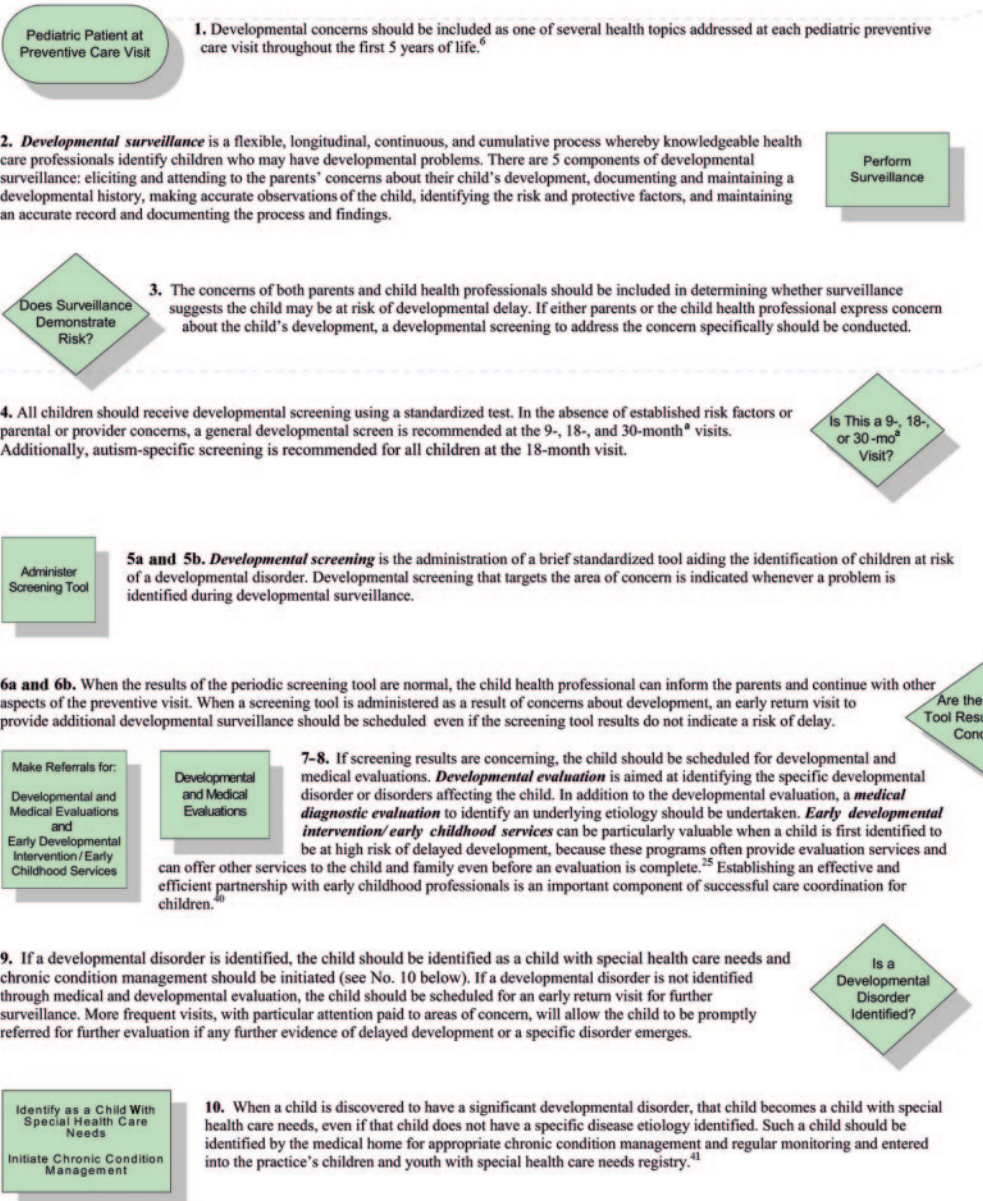 Pediatric Patient at
Preventive Care Visit
1. Developmental concerns should be included as one of several health topics addressed at each pediatric preventive
care visit throughout the first 5 years of life.6
2. Developmental surveillance is a flexible, longitudinal, continuous, and cumulative process whereby knowledgeable health
care professionals identify children who may have developmental problems. There are 5 components of developmental
surveillance: eliciting and attending to the parents' concerns about their child's development, documenting and maintaining a
developmental history, making accurate observations of the child, identifying the risk and protective factors, and maintaining
an accurate record and documenting the process and findings.
Perform
Surveillance
Does Surveillance
Demonstrate
Risk?
3. The concerns of both parents and child health professionals should be included in determining whether surveillance
suggests the child may be at risk of developmental delay. If either parents or the child health professional express concern
about the child's development, a developmental screening to address the concern specifically should be conducted.
4. All children should receive developmental screening using a standardized test. In the absence of established risk factors or
parental or provider concerns, a general developmental screen is recommended at the 9-, 18-, and 30-montha visits.
Additionally, autism-specific screening is recommended for all children at the 18-month visit.
Is This a 9-, 18-,
or 30-moa
Visit?
Administer
Screening Tool
5a and 5b. Developmental screening is the administration of a brief standardized tool aiding the identification of children at risk
of a developmental disorder. Developmental screening that targets the area of concern is indicated whenever a problem is
identified during developmental surveillance.
6a and 6b. When the results of the periodic screening tool are normal, the child health professional can inform the parents and continue with other
aspects of the preventive visit. When a screening tool is administered as a result of concerns about development, an early return visit to
provide additional developmental surveillance should be scheduled even if the screening tool results do not indicate a risk of delay.
Are the
Tool Resu
Conc
Make Referrals for:
Developmental and
Medical Evaluations
and
Early Developmental
Intervention/Early
Childhood Services
Developmental
and Medical
Evaluations
7-8. If screening results are concerning, the child should be scheduled for developmental and
medical evaluations. Developmental evaluation is aimed at identifying the specific developmental
disorder or disorders affecting the child. In addition to the developmental evaluation, a medical
diagnostic evaluation to identify an underlying etiology should be undertaken. Early developmental
intervention/early childhood services can be particularly valuable when a child is first identified to
be at high risk of delayed development, because these programs often provide evaluation services and
can offer other services to the child and family even before an evaluation is complete.25 Establishing an effective and
efficient partnership with early childhood professionals is an important component of successful care coordination for
children.40
9. If a developmental disorder is identified, the child should be identified as a child with special health care needs and
chronic condition management should be initiated (see No. 10 below). If a developmental disorder is not identified
through medical and developmental evaluation, the child should be scheduled for an early return visit for further
surveillance. More frequent visits, with particular attention paid to areas of concern, will allow the child to be promptly
referred for further evaluation if any further evidence of delayed development or a specific disorder emerges.
Is a
Developmental
Disorder
Identified?
Identify as a Child With
Special Health Care
Needs
Initiate Chronic Condition
Management
10. When a child is discovered to have a significant developmental disorder, that child becomes a child with special
health care needs, even if that child does not have a specific disease etiology identified. Such a child should be
identified by the medical home for appropriate chronic condition management and regular monitoring and entered
into the practice's children and youth with special health care needs registry.41